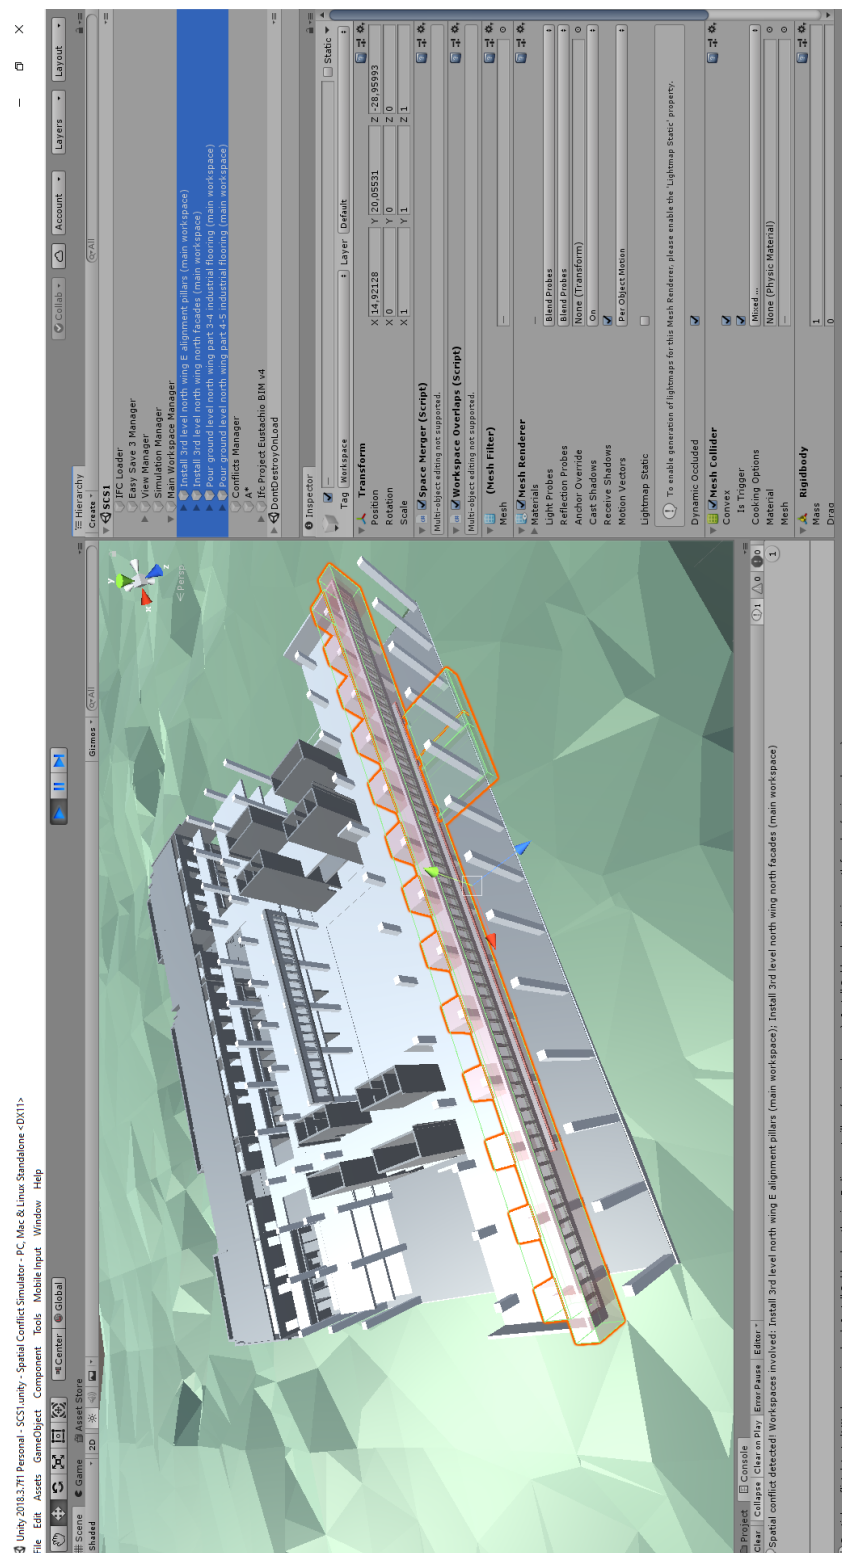 Unity 2018.3.7f1 Personal - SCS1.unity - Spatial Conflict Simulator - PC, Mac & Linux Standalone <DX11>
File Edit Assets GameObject Component Tools Mobile Input Window Help
Center Global
Collab Account Layers Layout
Scene Game Asset Store
Shaded 2D Gizmos All
y x z
Persp
Hierarchy
Create All
SCS1
IFC Loader
Easy Save 3 Manager
View Manager
Simulation Manager
Main Workspace Manager
Install 3rd level north wing E alignment pillars (main workspace)
Install 3rd level north wing north facades (main workspace)
Pour ground level north wing part 3-4 industrial flooring (main workspace)
Pour ground level north wing part 4-5 industrial flooring (main workspace)
Conflicts Manager
A*
Ifc Project Eustachio BIM v4
DontDestroyOnLoad
Inspector
— Static
Tag Workspace Layer Default
Transform
Position X 14,92128 Y 20,05531 Z -28,95993
Rotation X 0 Y 0 Z 0
Scale X 1 Y 1 Z 1
Space Merger (Script)
Multi-object editing not supported.
Workspace Overlaps (Script)
Multi-object editing not supported.
(Mesh Filter)
Mesh —
Mesh Renderer
Materials
Light Probes Blend Probes
Reflection Probes Blend Probes
Anchor Override None (Transform)
Cast Shadows On
Receive Shadows
Motion Vectors Per Object Motion
Lightmap Static
To enable generation of lightmaps for this Mesh Renderer, please enable the 'Lightmap Static' property.
Dynamic Occluded
Mesh Collider
Convex
Is Trigger
Cooking Options Mixed ...
Material None (Physic Material)
Mesh —
Rigidbody
Mass 1
Drag 0
Project Console
Clear Collapse Clear on Play Error Pause Editor 1 0 0
Spatial conflict detected! Workspaces involved: Install 3rd level north wing E alignment pillars (main workspace); Install 3rd level north wing north facades (main workspace) 1